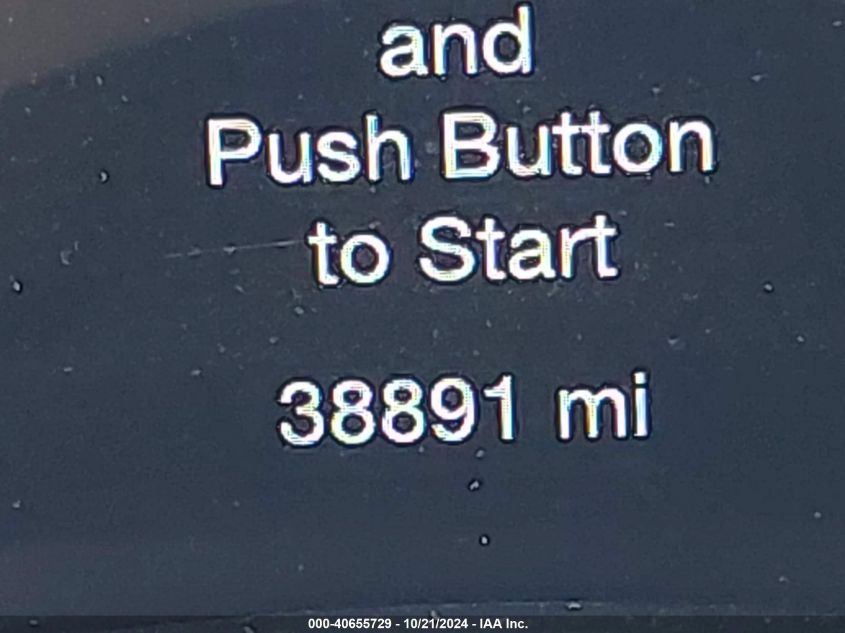 and
Push Button
to Start
38891 mi
000-40655729 - 10/21/2024 - IAA Inc.